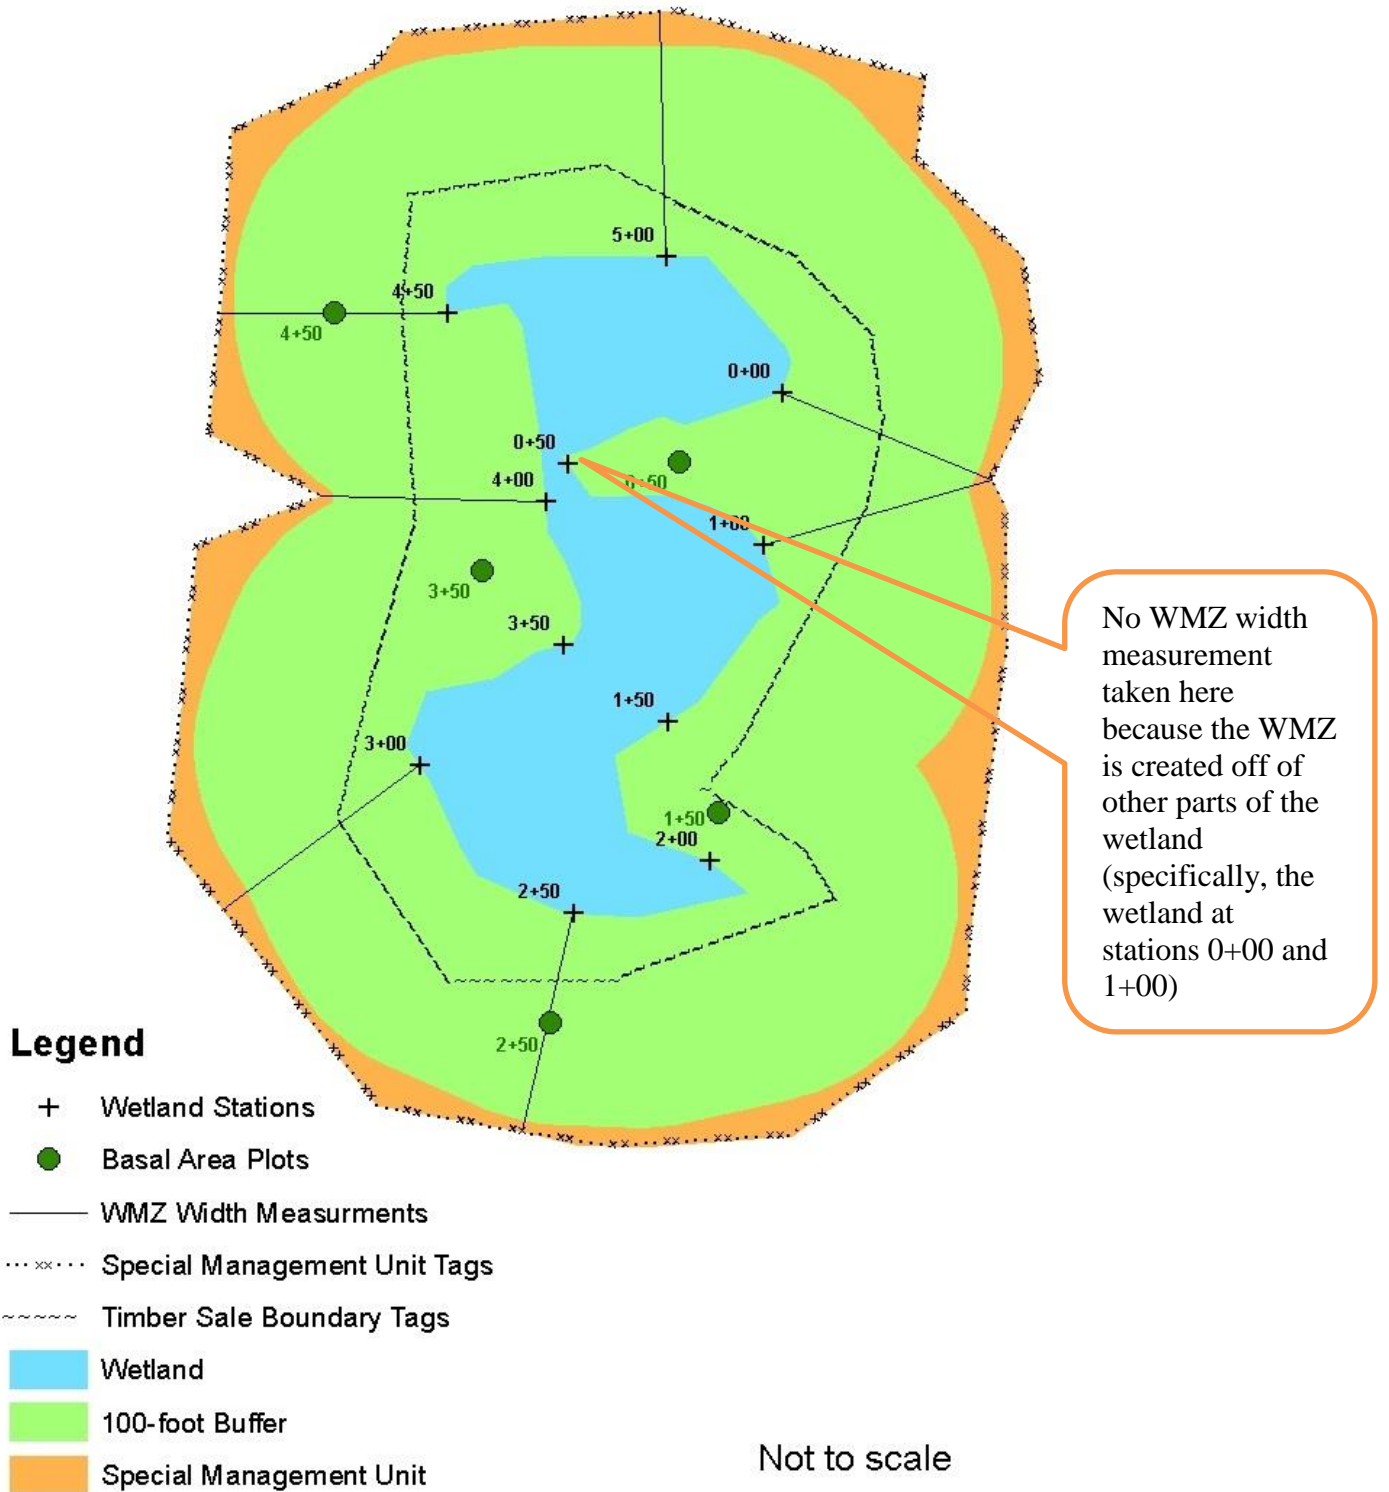 5+00
4+50
4+50
0+00
0+50
0+50
4+00
1+00
3+50
3+50
1+50
3+00
1+50
2+00
2+50
2+50
No WMZ width
measurement
taken here
because the WMZ
is created off of
other parts of the
wetland
(specifically, the
wetland at
stations 0+00 and
1+00)
Legend
Wetland Stations
Basal Area Plots
WMZ Width Measurments
Special Management Unit Tags
Timber Sale Boundary Tags
Wetland
100-foot Buffer
Special Management Unit
Not to scale